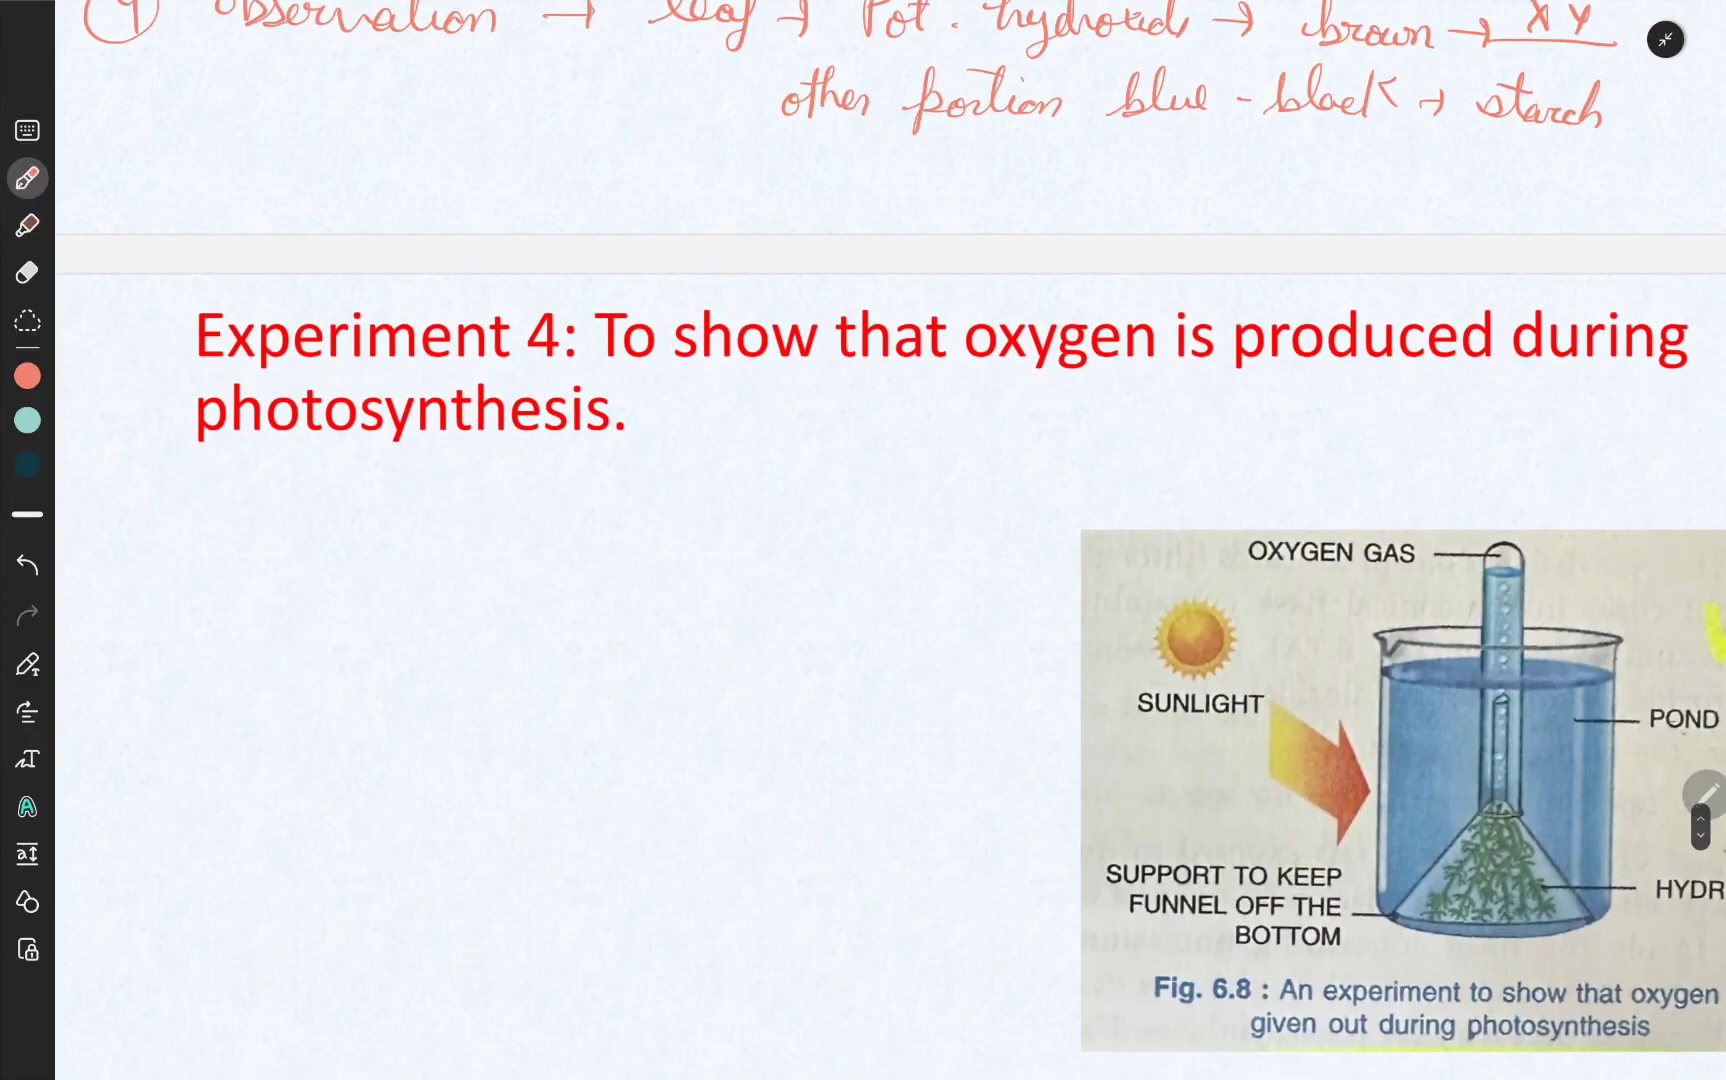 Observation → leaf → Pot. hydroxid → brown → X Y
other portion blue - black → starch
Experiment 4: To show that oxygen is produced during
photosynthesis.
OXYGEN GAS
SUNLIGHT
POND
SUPPORT TO KEEP
FUNNEL OFF THE
BOTTOM
HYDR
Fig. 6.8 : An experiment to show that oxygen
given out during photosynthesis